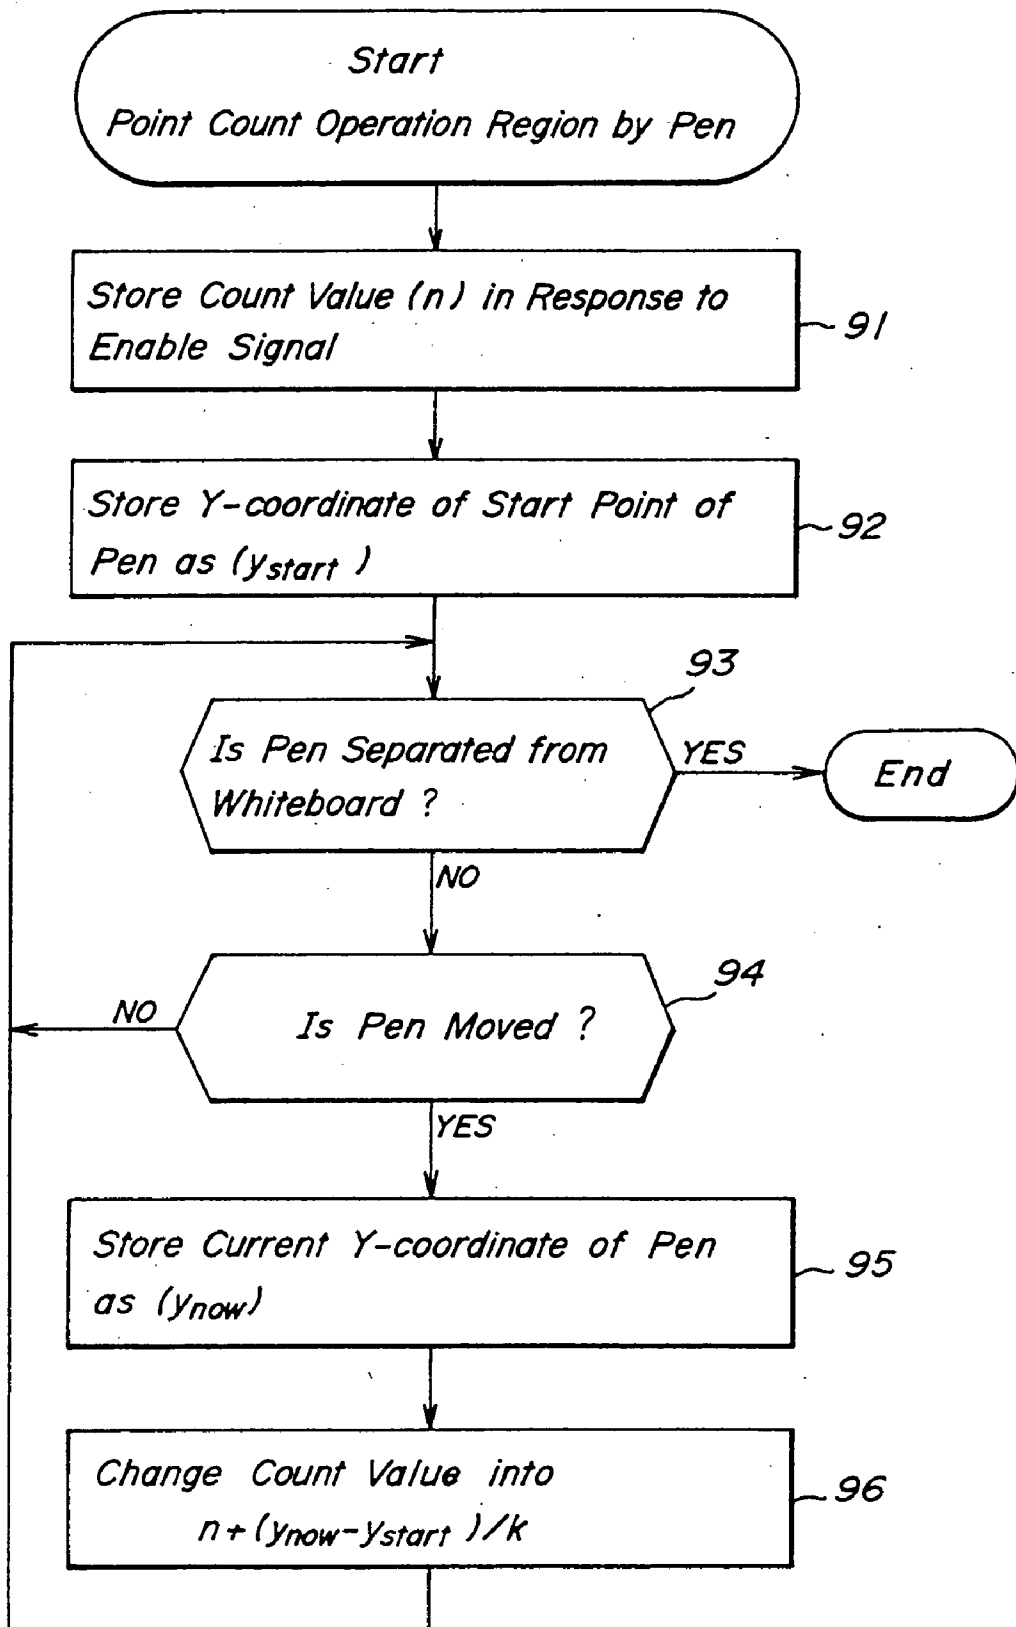 Start
Point Count Operation Region by Pen
Store Count Value (n) in Response to
Enable Signal
91
Store Y-coordinate of Start Point of
Pen as (ystart)
92
93
Is Pen Separated from
Whiteboard ?
YES
End
NO
94
Is Pen Moved ?
NO
YES
Store Current Y-coordinate of Pen
as (ynow)
95
Change Count Value into
n+(ynow-ystart)/k
96